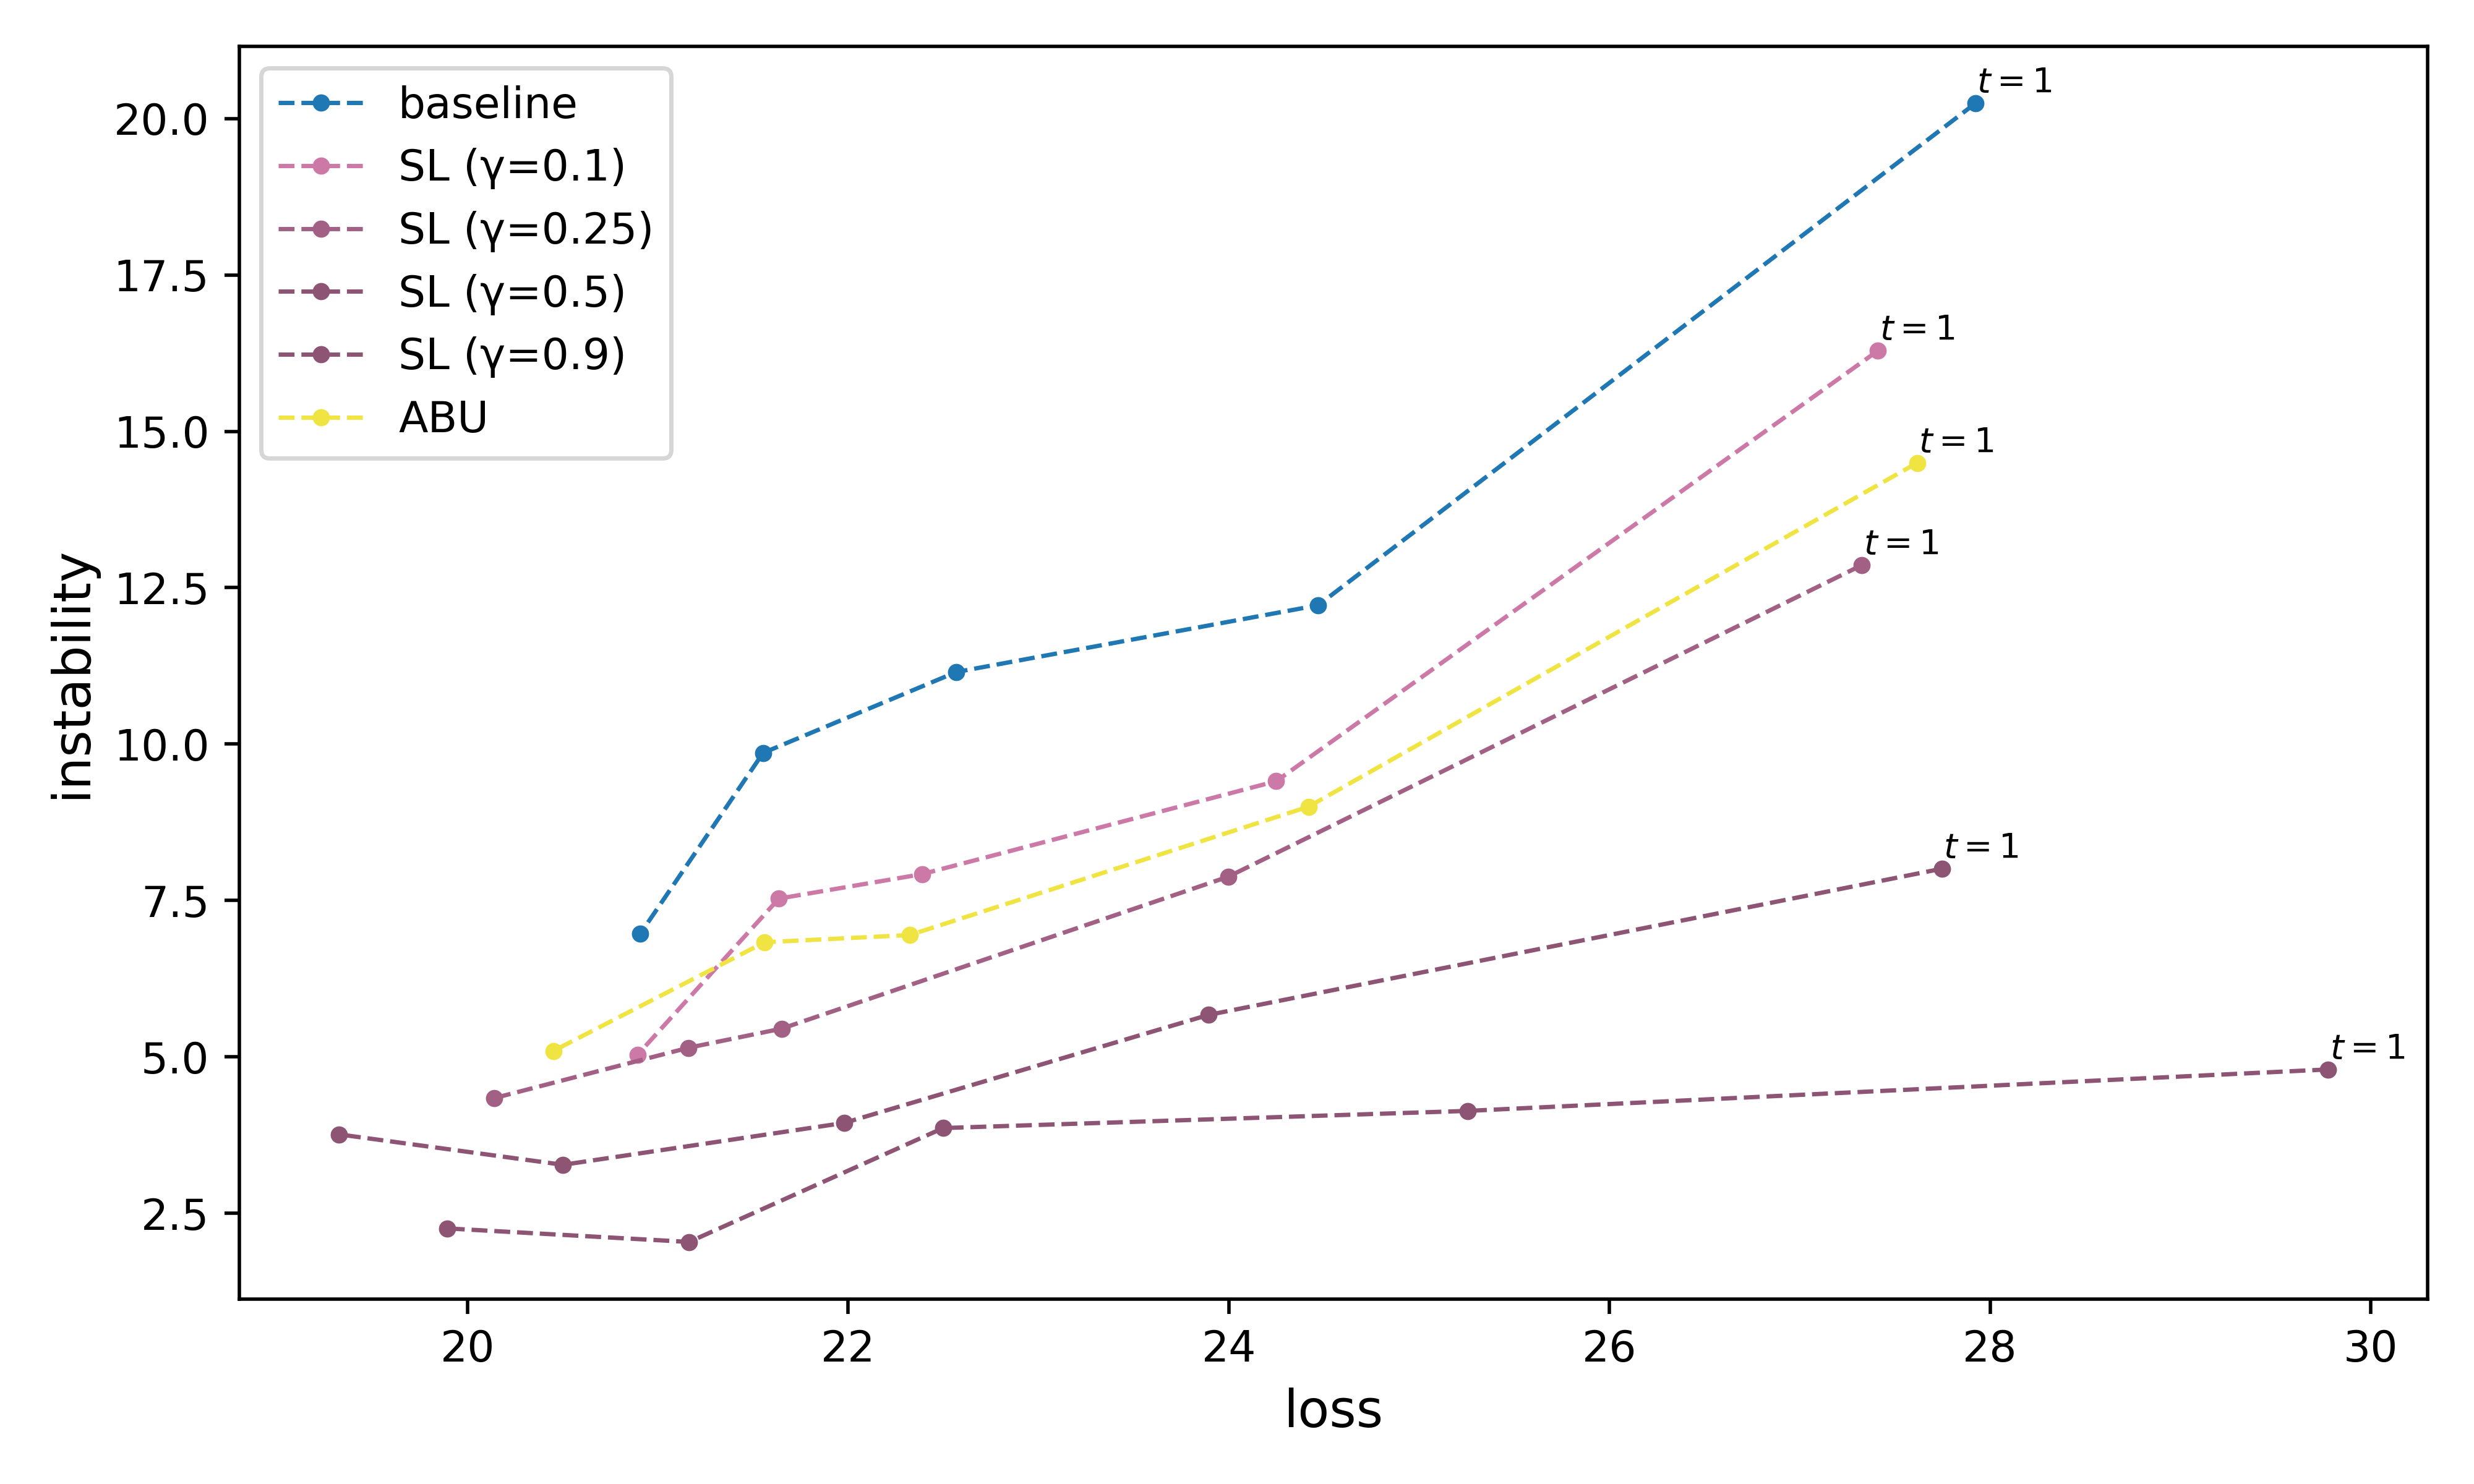 baseline
SL (γ=0.1)
SL (γ=0.25)
SL (γ=0.5)
SL (γ=0.9)
ABU
t = 1
t = 1
t = 1
t = 1
t = 1
t = 1
20.0
17.5
15.0
12.5
10.0
7.5
5.0
2.5
instability
20 22 24 26 28 30
loss